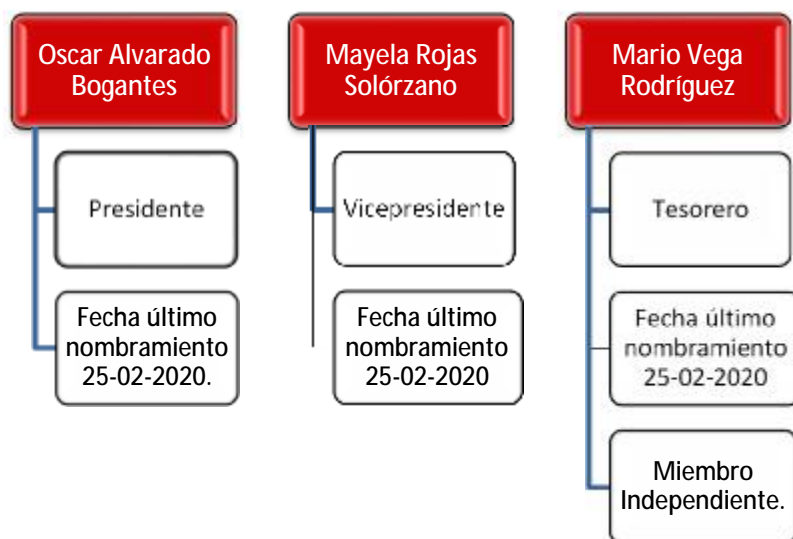 Oscar Alvarado
Bogantes
Presidente
Fecha último
nombramiento
25-02-2020.
Mayela Rojas
Solórzano
Vicepresidente
Fecha último
nombramiento
25-02-2020
Mario Vega
Rodríguez
Tesorero
Fecha último
nombramiento
25-02-2020
Miembro
Independiente.